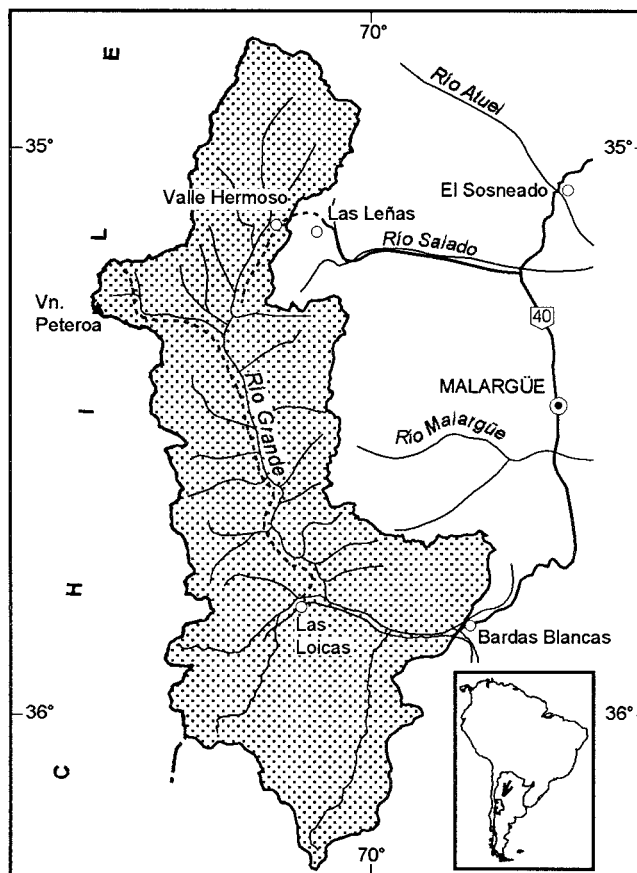 70°
E
Río Atuel
35°
35°
El Sosneado
Valle Hermoso
Las Leñas
L
Río Salado
Vn.
Peteroa
40
MALARGÜE
I
Río Grande
Río Malargüe
H
Las
Loicas
Bardas Blancas
36°
36°
C
70°